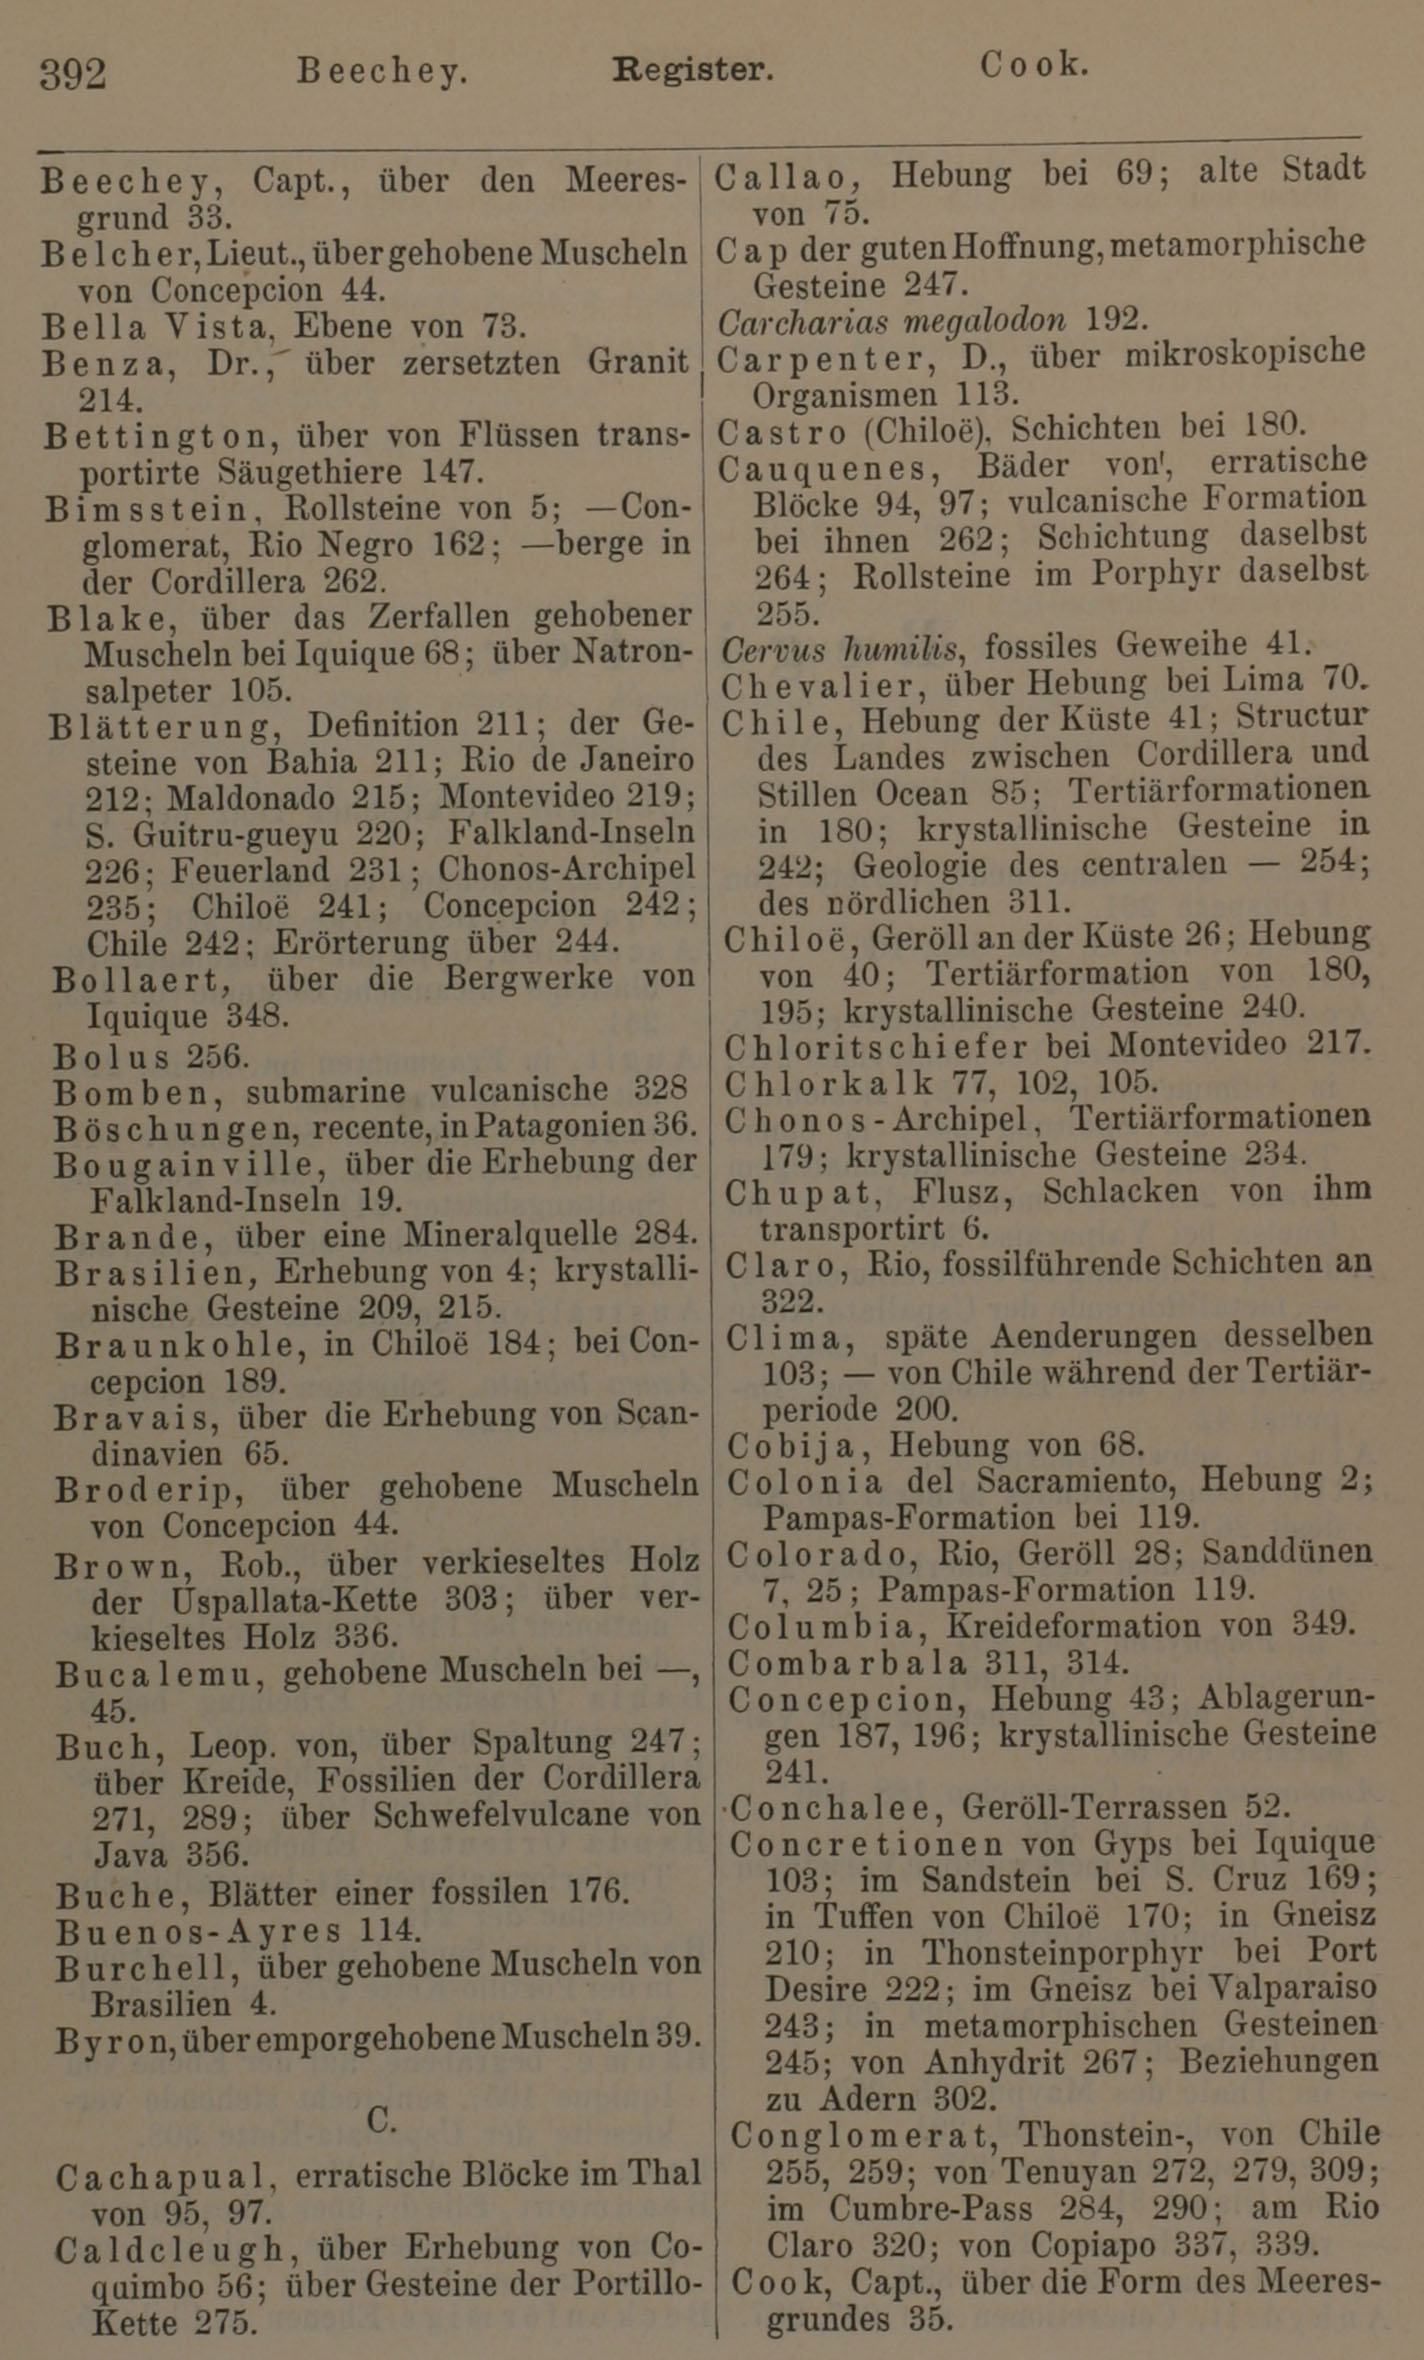 392 Beechey. Register. Cook.
Beechey, Capt., über den Meeres-
grund 33.
Belcher, Lieut., über gehobene Muscheln
von Concepcion 44.
Bella Vista, Ebene von 73.
Benza, Dr., über zersetzten Granit
214.
Bettington, über von Flüssen trans-
portirte Säugethiere 147.
Bimsstein, Rollsteine von 5; —Con-
glomerat, Rio Negro 162; —berge in
der Cordillera 262.
Blake, über das Zerfallen gehobener
Muscheln bei Iquique 68; über Natron-
salpeter 105.
Blätterung, Definition 211; der Ge-
steine von Bahia 211; Rio de Janeiro
212; Maldonado 215; Montevideo 219;
S. Guitru-gueyu 220; Falkland-Inseln
226; Feuerland 231; Chonos-Archipel
235; Chiloë 241; Concepcion 242;
Chile 242; Erörterung über 244.
Bollaert, über die Bergwerke von
Iquique 348.
Bolus 256.
Bomben, submarine vulcanische 328
Böschungen, recente, in Patagonien 36.
Bougainville, über die Erhebung der
Falkland-Inseln 19.
Brande, über eine Mineralquelle 284.
Brasilien, Erhebung von 4; krystalli-
nische Gesteine 209, 215.
Braunkohle, in Chiloë 184; bei Con-
cepcion 189.
Bravais, über die Erhebung von Scan-
dinavien 65.
Broderip, über gehobene Muscheln
von Concepcion 44.
Brown, Rob., über verkieseltes Holz
der Uspallata-Kette 303; über ver-
kieseltes Holz 336.
Bucalemu, gehobene Muscheln bei —,
45.
Buch, Leop. von, über Spaltung 247;
über Kreide, Fossilien der Cordillera
271, 289; über Schwefelvulcane von
Java 356.
Buche, Blätter einer fossilen 176.
Buenos-Ayres 114.
Burchell, über gehobene Muscheln von
Brasilien 4.
Byron, über emporgehobene Muscheln 39.
C.
Cachapual, erratische Blöcke im Thal
von 95, 97.
Caldcleugh, über Erhebung von Co-
quimbo 56; über Gesteine der Portillo-
Kette 275.
Callao, Hebung bei 69; alte Stadt
von 75.
Cap der guten Hoffnung, metamorphische
Gesteine 247.
Carcharias megalodon 192.
Carpenter, D., über mikroskopische
Organismen 113.
Castro (Chiloë), Schichten bei 180.
Cauquenes, Bäder von', erratische
Blöcke 94, 97; vulcanische Formation
bei ihnen 262; Schichtung daselbst
264; Rollsteine im Porphyr daselbst
255.
Cervus humilis, fossiles Geweihe 41.
Chevalier, über Hebung bei Lima 70.
Chile, Hebung der Küste 41; Structur
des Landes zwischen Cordillera und
Stillen Ocean 85; Tertiärformationen
in 180; krystallinische Gesteine in
242; Geologie des centralen — 254;
des nördlichen 311.
Chiloë, Geröll an der Küste 26; Hebung
von 40; Tertiärformation von 180,
195; krystallinische Gesteine 240.
Chloritschiefer bei Montevideo 217.
Chlorkalk 77, 102, 105.
Chonos-Archipel, Tertiärformationen
179; krystallinische Gesteine 234.
Chupat, Flusz, Schlacken von ihm
transportirt 6.
Claro, Rio, fossilführende Schichten an
322.
Clima, späte Aenderungen desselben
103; — von Chile während der Tertiär-
periode 200.
Cobija, Hebung von 68.
Colonia del Sacramiento, Hebung 2;
Pampas-Formation bei 119.
Colorado, Rio, Geröll 28; Sanddünen
7, 25; Pampas-Formation 119.
Columbia, Kreideformation von 349.
Combarbala 311, 314.
Concepcion, Hebung 43; Ablagerun-
gen 187, 196; krystallinische Gesteine
241.
Conchalee, Geröll-Terrassen 52.
Concretionen von Gyps bei Iquique
103; im Sandstein bei S. Cruz 169;
in Tuffen von Chiloë 170; in Gneisz
210; in Thonsteinporphyr bei Port
Desire 222; im Gneisz bei Valparaiso
243; in metamorphischen Gesteinen
245; von Anhydrit 267; Beziehungen
zu Adern 302.
Conglomerat, Thonstein-, von Chile
255, 259; von Tenuyan 272, 279, 309;
im Cumbre-Pass 284, 290; am Rio
Claro 320; von Copiapo 337, 339.
Cook, Capt., über die Form des Meeres-
grundes 35.